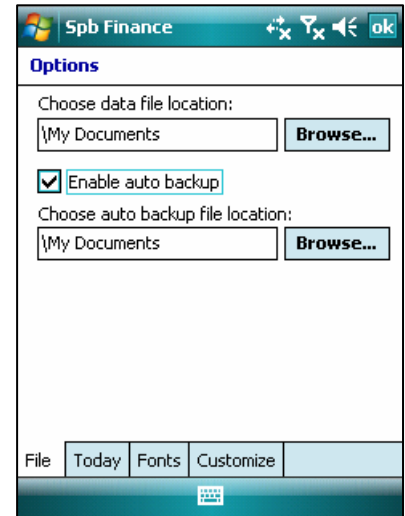 Spb Finance ok
Options
Choose data file location:
\My Documents Browse...
Enable auto backup
Choose auto backup file location:
\My Documents Browse...
File Today Fonts Customize